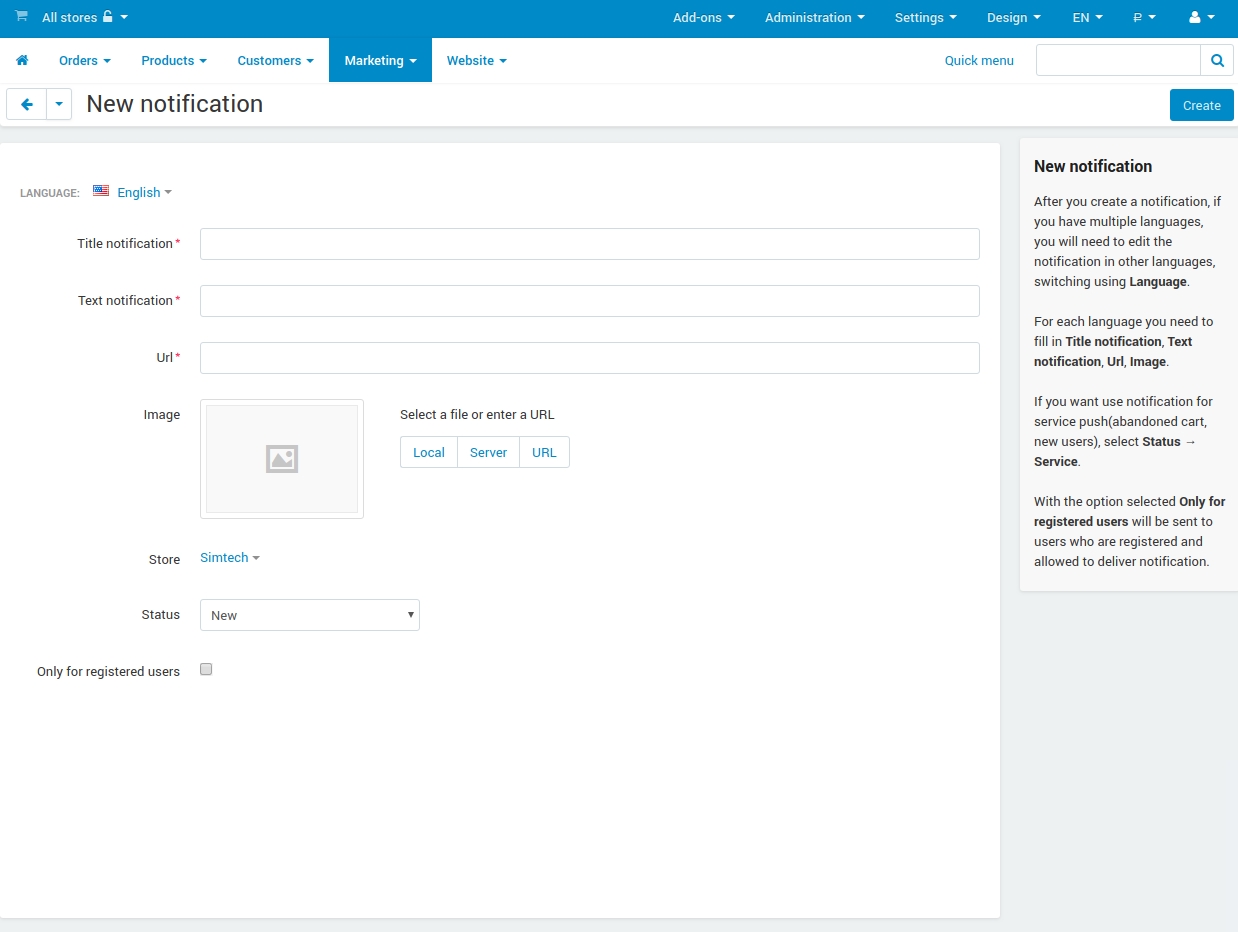 All stores Add-ons Administration Settings Design EN ₽
Orders Products Customers Marketing Website Quick menu
New notification Create
LANGUAGE: English
Title notification*
Text notification*
Url*
Image Select a file or enter a URL
Local Server URL
Store Simtech
Status New
Only for registered users
New notification
After you create a notification, if
you have multiple languages,
you will need to edit the
notification in other languages,
switching using Language.
For each language you need to
fill in Title notification, Text
notification, Url, Image.
If you want use notification for
service push(abandoned cart,
new users), select Status →
Service.
With the option selected Only for
registered users will be sent to
users who are registered and
allowed to deliver notification.